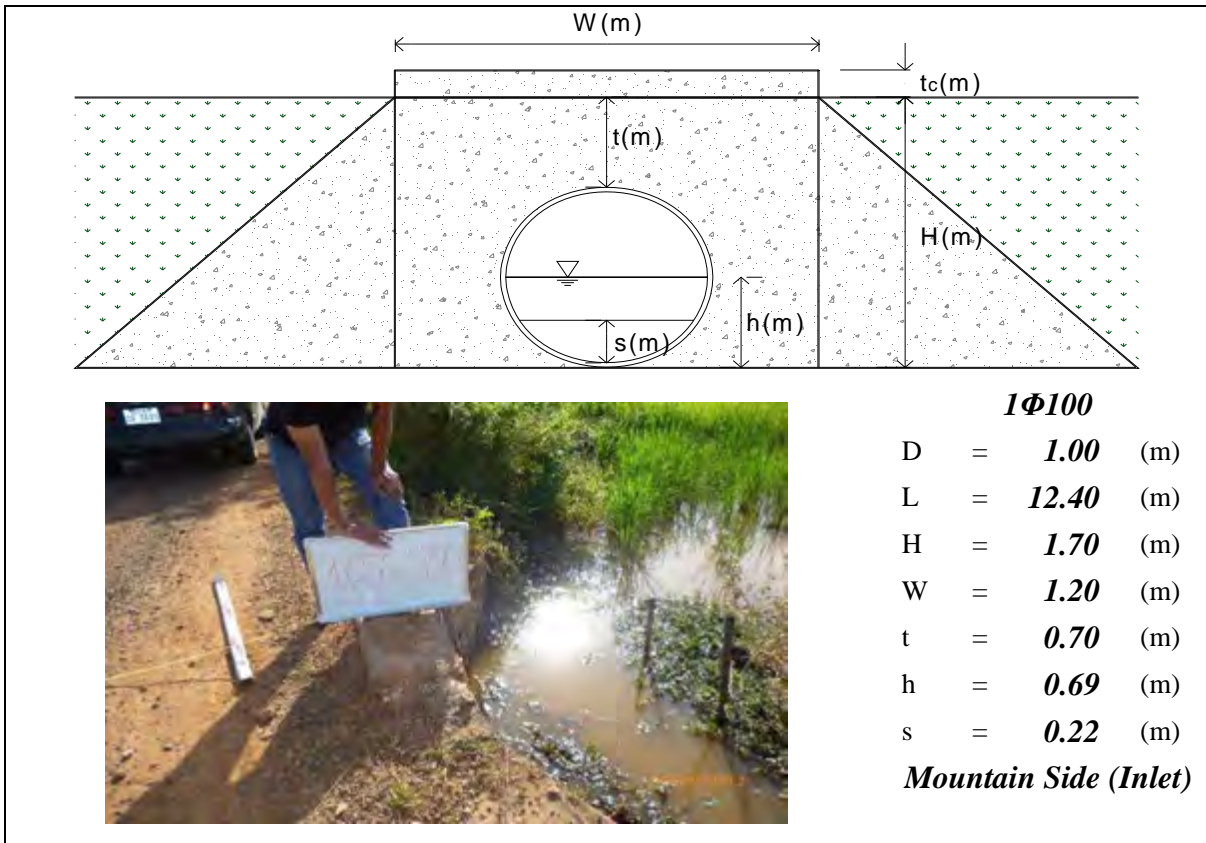 W(m)
tc(m)
t(m)
H(m)
h(m)
s(m)
1Φ100
D = 1.00 (m)
L = 12.40 (m)
H = 1.70 (m)
W = 1.20 (m)
t = 0.70 (m)
h = 0.69 (m)
s = 0.22 (m)
Mountain Side (Inlet)